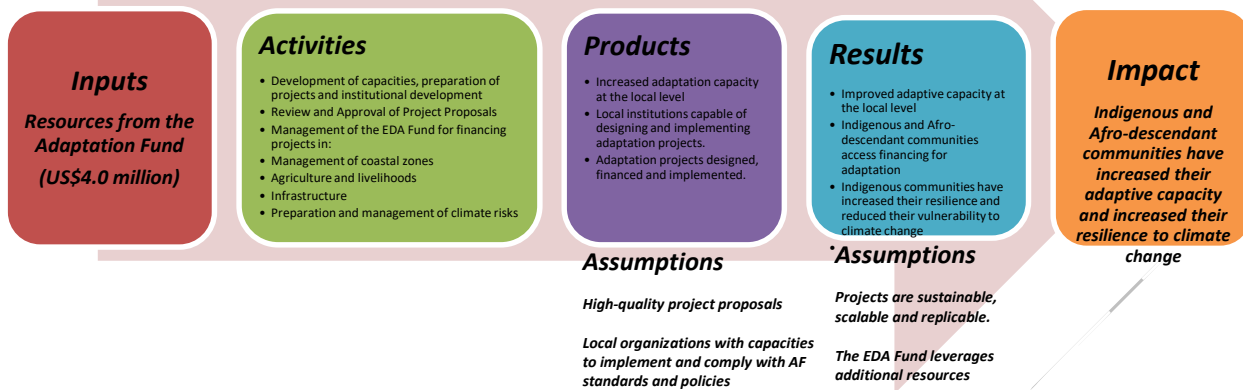 Inputs
Resources from the
Adaptation Fund
(US$4.0 million)
Activities
• Development of capacities, preparation of
projects and institutional development
• Review and Approval of Project Proposals
• Management of the EDA Fund for financing
projects in:
• Management of coastal zones
• Agriculture and livelihoods
• Infrastructure
• Preparation and management of climate risks
Products
• Increased adaptation capacity
at the local level
• Local institutions capable of
designing and implementing
adaptation projects.
• Adaptation projects designed,
financed and implemented.
Assumptions
High-quality project proposals
Local organizations with capacities
to implement and comply with AF
standards and policies
Results
• Improved adaptive capacity at
the local level
• Indigenous and Afro-
descendant communities
access financing for
adaptation
• Indigenous communities have
increased their resilience and
reduced their vulnerability to
climate change
•
Assumptions
Projects are sustainable,
scalable and replicable.
The EDA Fund leverages
additional resources
Impact
Indigenous and
Afro-descendant
communities have
increased their
adaptive capacity
and increased their
resilience to climate
change